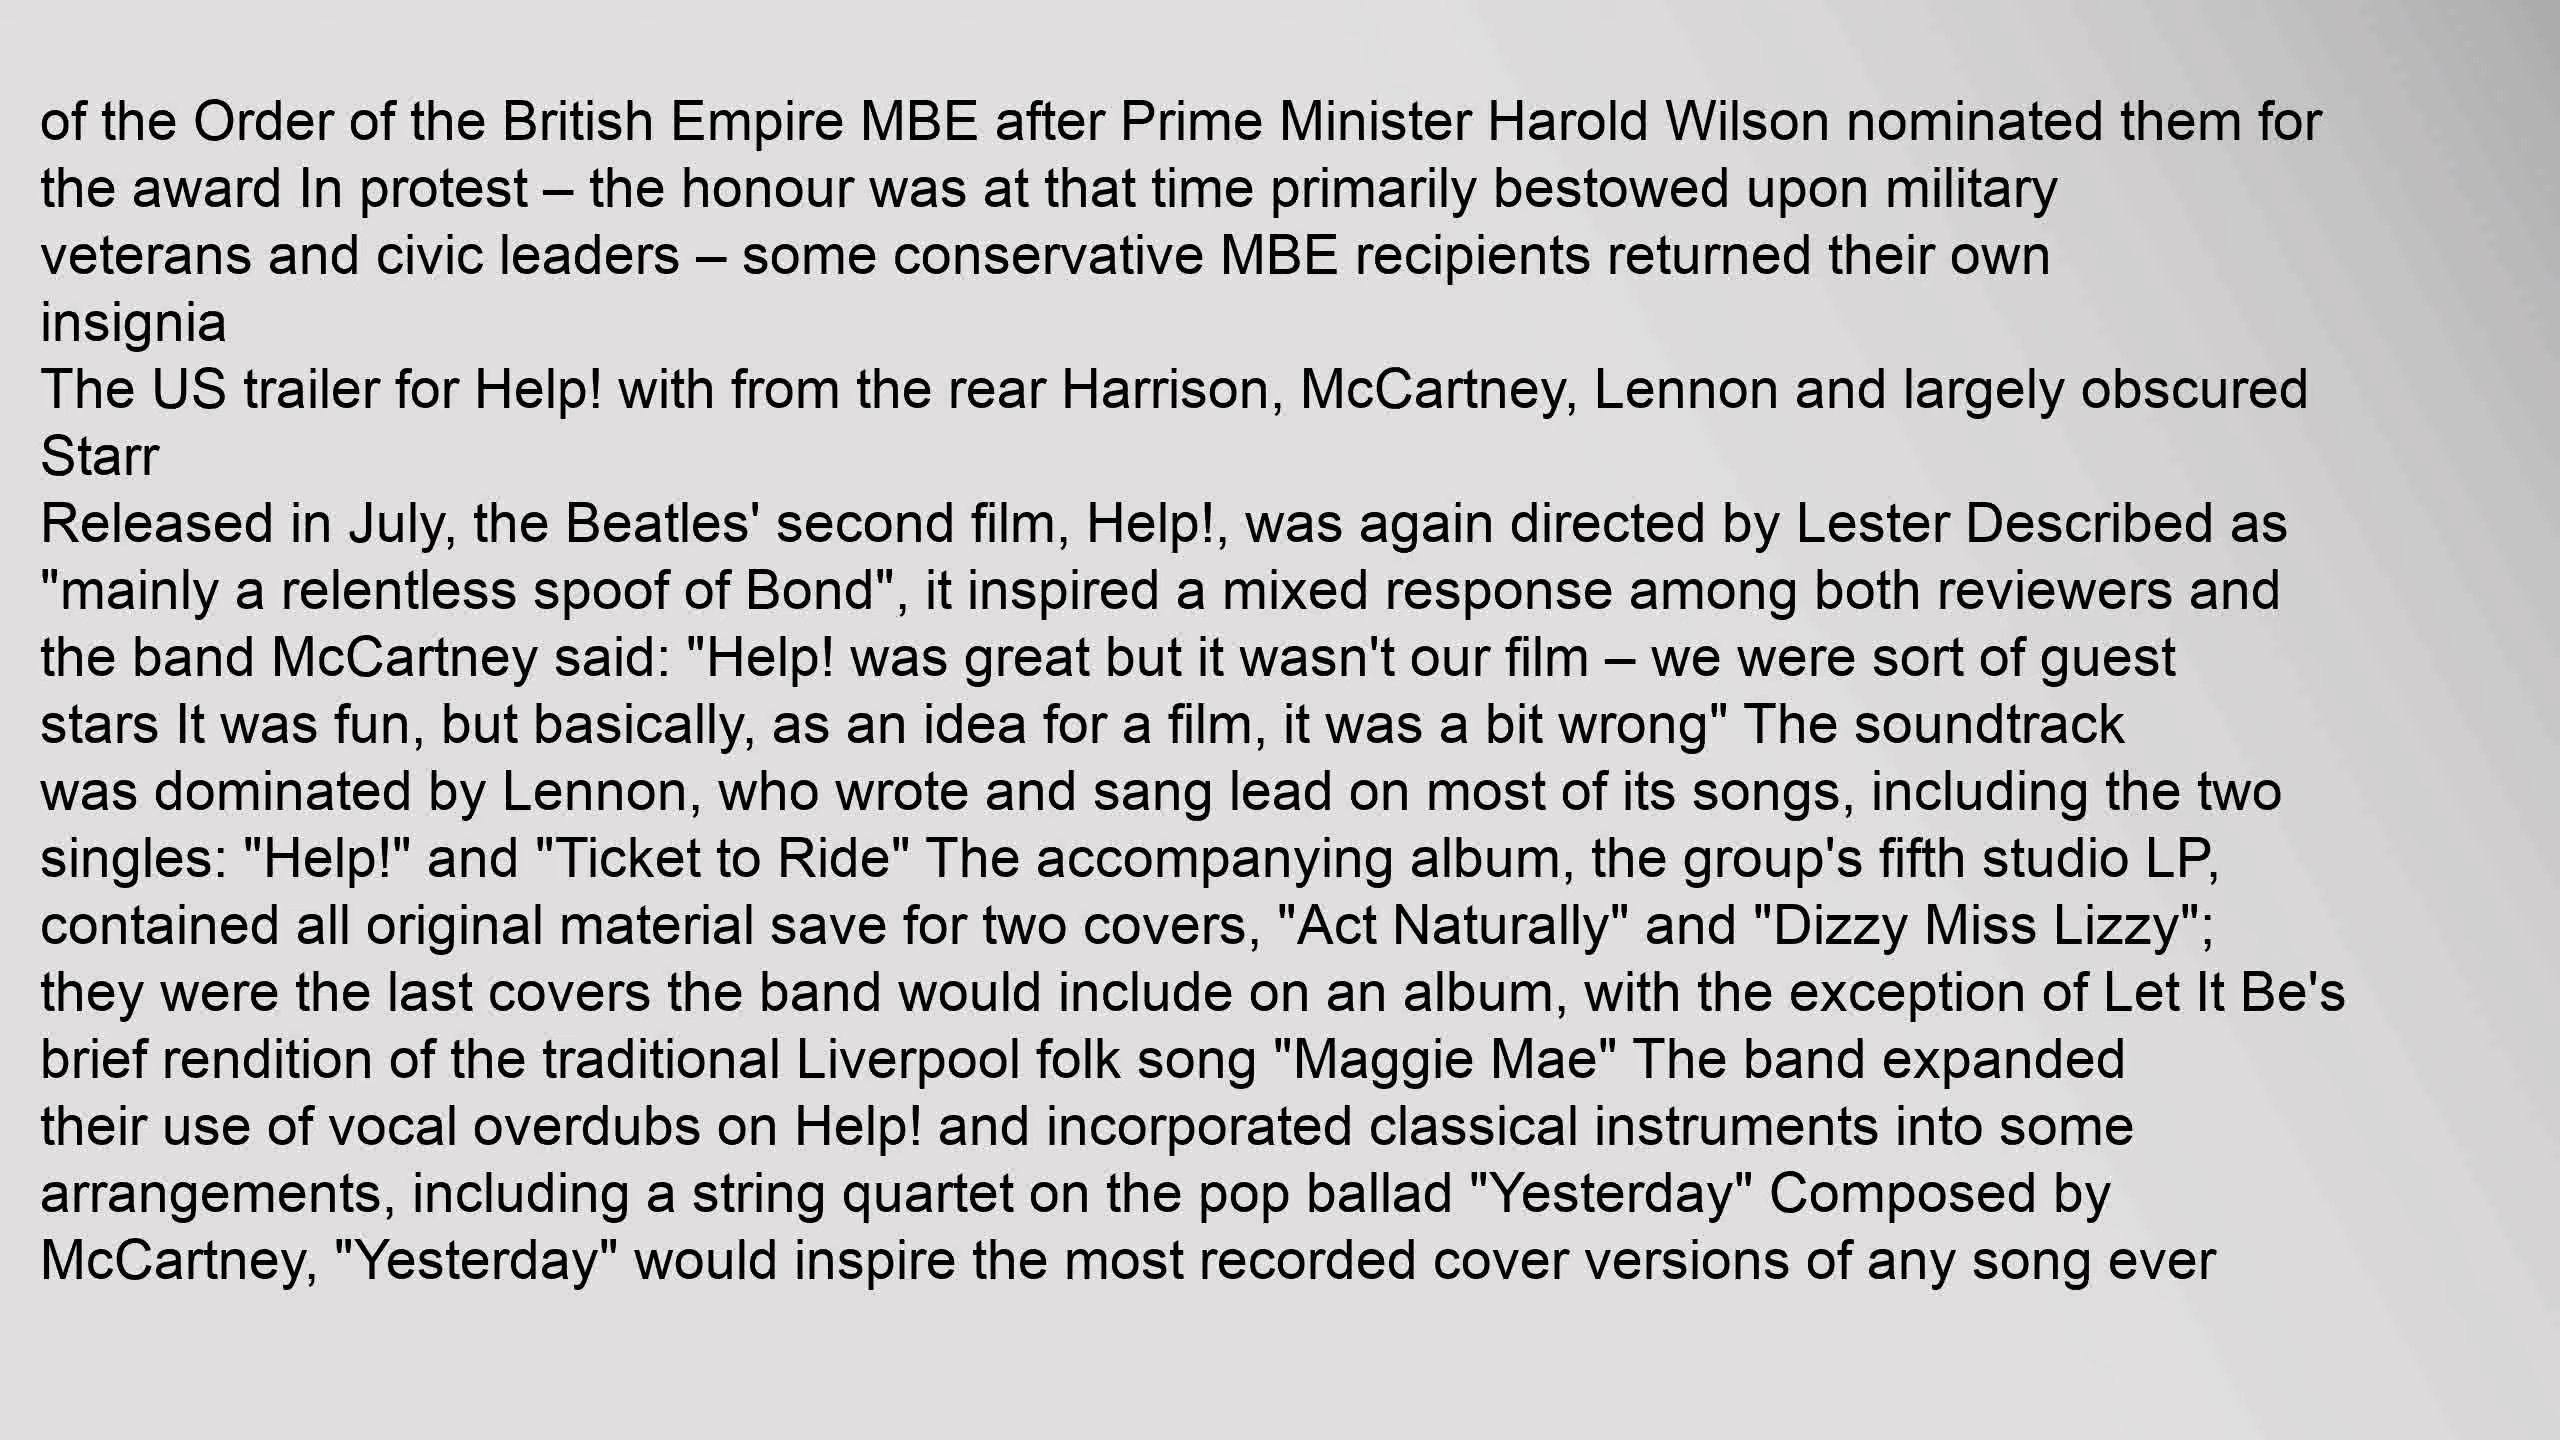 of the Order of the British Empire MBE after Prime Minister Harold Wilson nominated them for
the award In protest – the honour was at that time primarily bestowed upon military
veterans and civic leaders – some conservative MBE recipients returned their own
insignia
The US trailer for Help! with from the rear Harrison, McCartney, Lennon and largely obscured
Starr
Released in July, the Beatles' second film, Help!, was again directed by Lester Described as
"mainly a relentless spoof of Bond", it inspired a mixed response among both reviewers and
the band McCartney said: "Help! was great but it wasn't our film – we were sort of guest
stars It was fun, but basically, as an idea for a film, it was a bit wrong" The soundtrack
was dominated by Lennon, who wrote and sang lead on most of its songs, including the two
singles: "Help!" and "Ticket to Ride" The accompanying album, the group's fifth studio LP,
contained all original material save for two covers, "Act Naturally" and "Dizzy Miss Lizzy";
they were the last covers the band would include on an album, with the exception of Let It Be's
brief rendition of the traditional Liverpool folk song "Maggie Mae" The band expanded
their use of vocal overdubs on Help! and incorporated classical instruments into some
arrangements, including a string quartet on the pop ballad "Yesterday" Composed by
McCartney, "Yesterday" would inspire the most recorded cover versions of any song ever